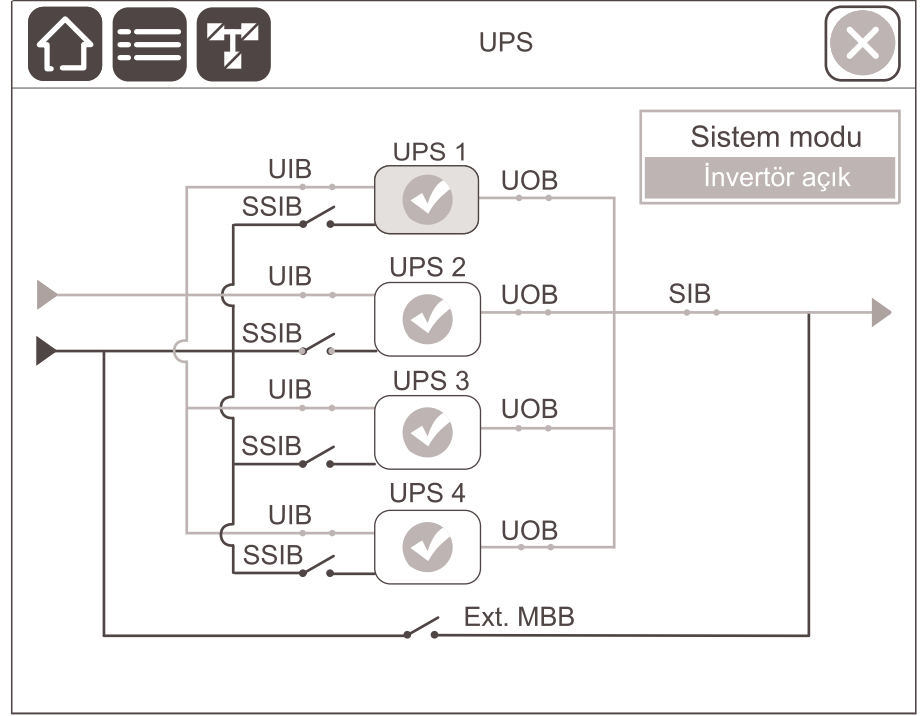 UPS
Sistem modu
İnvertör açık
UPS 1
UIB
UOB
SSIB
UPS 2
UIB
UOB
SIB
SSIB
UPS 3
UIB
UOB
SSIB
UPS 4
UIB
UOB
SSIB
Ext. MBB